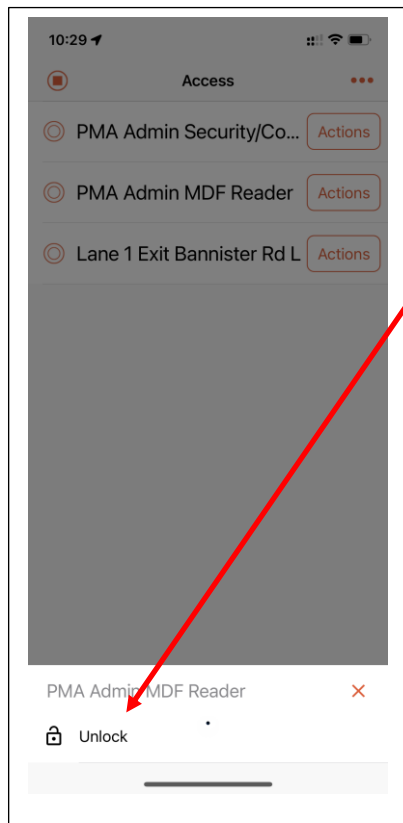 10:29
Access
PMA Admin Security/Co... Actions
PMA Admin MDF Reader Actions
Lane 1 Exit Bannister Rd L Actions
PMA Admin MDF Reader
Unlock